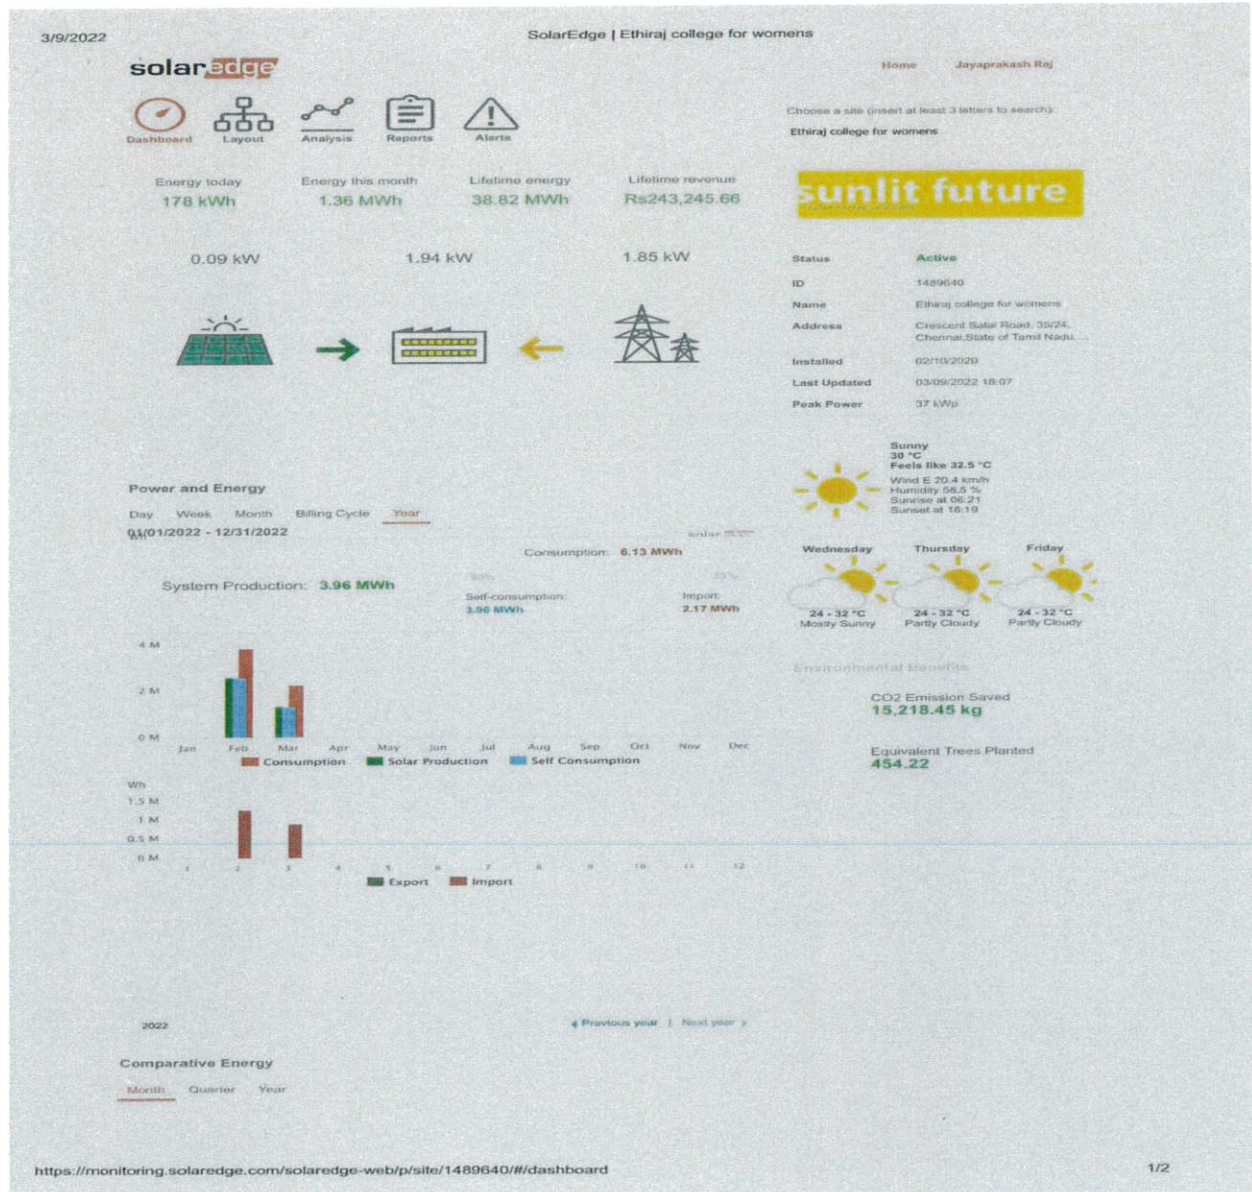 3/9/2022
SolarEdge | Ethiraj college for womens
solaredge
Home Jayaprakash Raj
Dashboard Layout Analysis Reports Alerts
Choose a site (insert at least 3 letters to search):
Ethiraj college for womens
Energy today Energy this month Lifetime energy Lifetime revenue
178 kWh 1.36 MWh 38.82 MWh Rs243,245.66
sunlit future
0.09 kW 1.94 kW 1.85 kW
Status Active
ID 1489640
Name Ethiraj college for womens
Address Crescent Salai Road, 35/24,
Chennai,State of Tamil Nadu,...
Installed 02/10/2020
Last Updated 03/09/2022 18:07
Peak Power 37 kWp
Sunny
30 °C
Feels like 32.5 °C
Wind E 20.4 km/h
Humidity 56.5 %
Sunrise at 06:21
Sunset at 18:19
Power and Energy
Day Week Month Billing Cycle Year
01/01/2022 - 12/31/2022
Wh
solar
Consumption: 6.13 MWh
System Production: 3.96 MWh
Self-consumption: Import:
3.96 MWh 2.17 MWh
Wednesday Thursday Friday
24 - 32 °C 24 - 32 °C 24 - 32 °C
Mostly Sunny Partly Cloudy Partly Cloudy
4 M
2 M
0 M
Jan Feb Mar Apr May Jun Jul Aug Sep Oct Nov Dec
Consumption Solar Production Self Consumption
Environmental Benefits
CO2 Emission Saved
15,218.45 kg
Equivalent Trees Planted
454.22
Wh
1.5 M
1 M
0.5 M
0 M
1 2 3 4 5 6 7 8 9 10 11 12
Export Import
2022
Previous year | Next year
Comparative Energy
Month Quarter Year
https://monitoring.solaredge.com/solaredge-web/p/site/1489640/#/dashboard
1/2